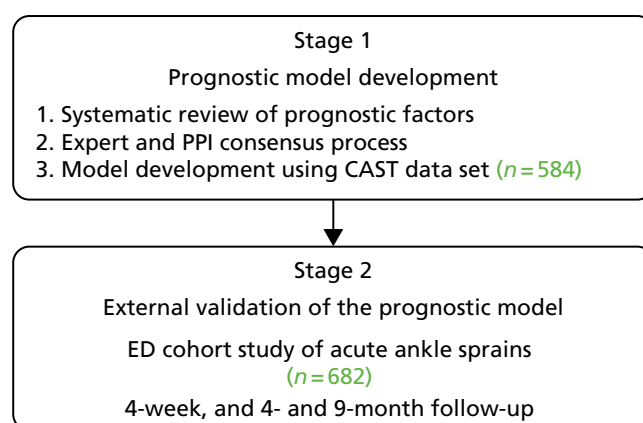 Stage 1
Prognostic model development
1. Systematic review of prognostic factors
2. Expert and PPI consensus process
3. Model development using CAST data set (n = 584)
Stage 2
External validation of the prognostic model
ED cohort study of acute ankle sprains
(n = 682)
4-week, and 4- and 9-month follow-up